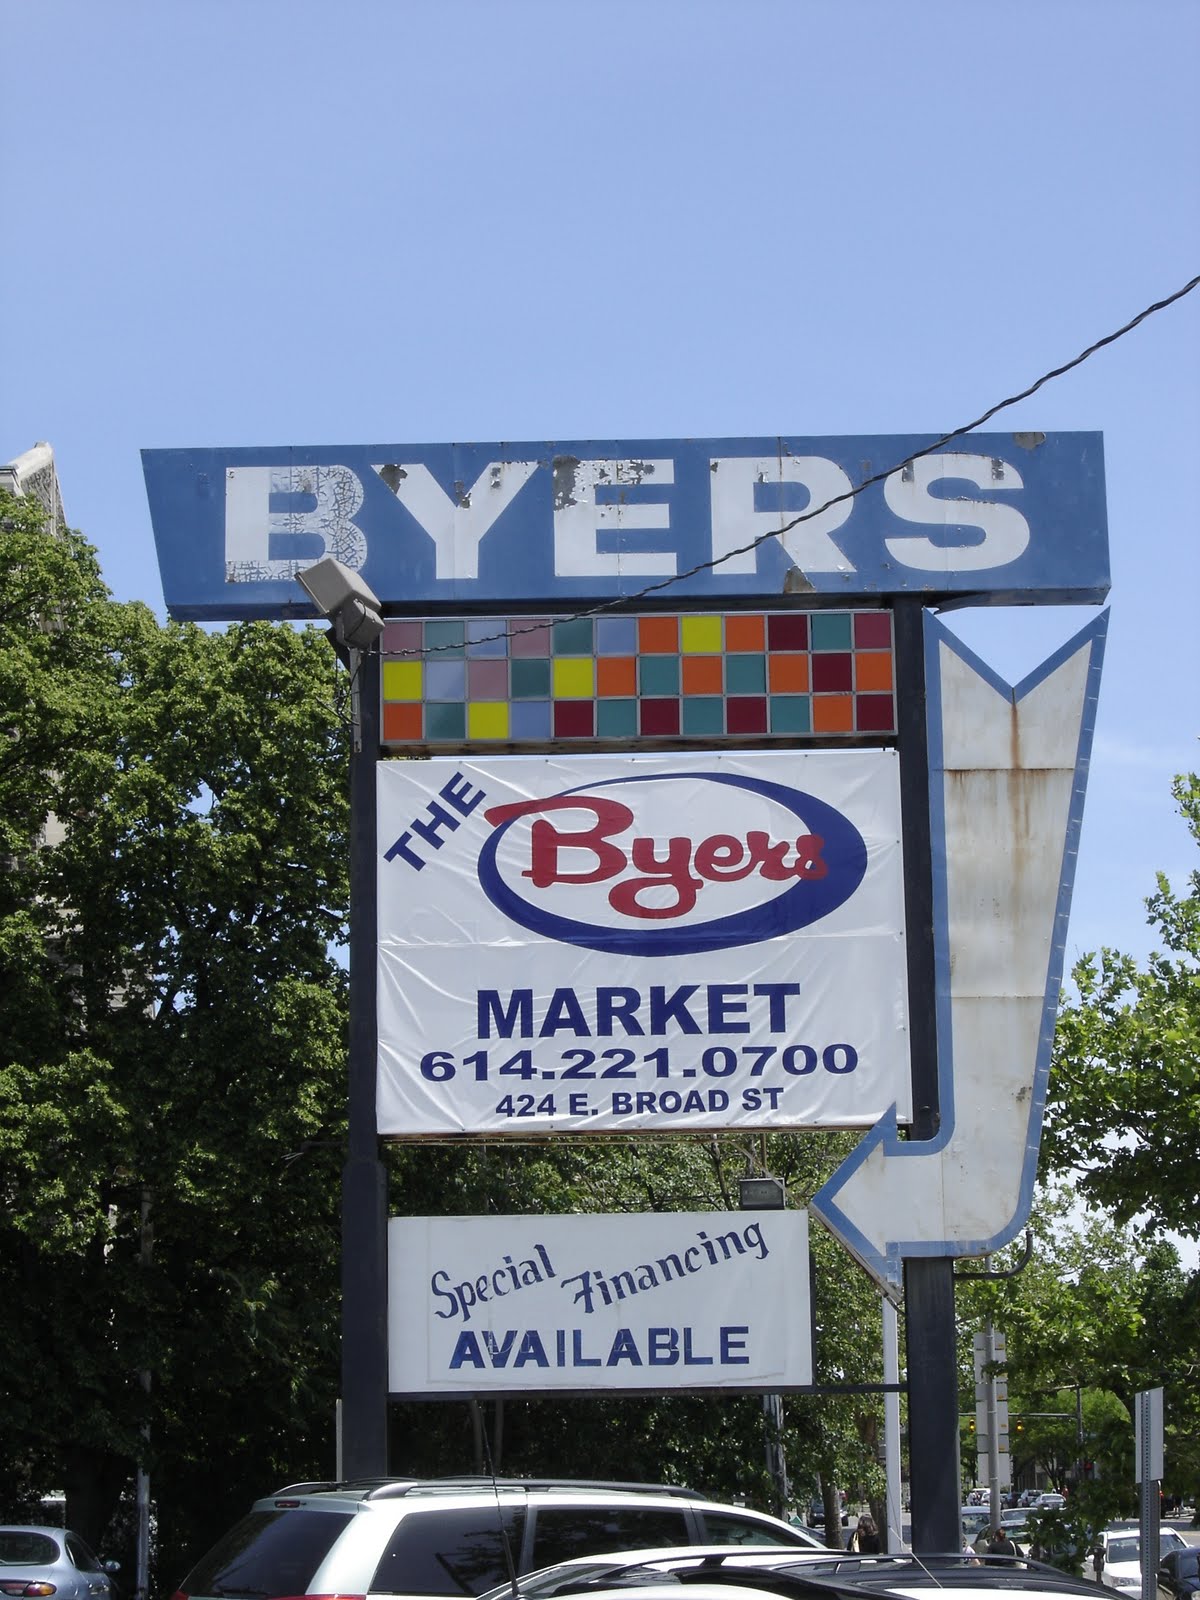 BYERS
THE
Byers
MARKET
614.221.0700
424 E. BROAD ST
Special Financing
AVAILABLE